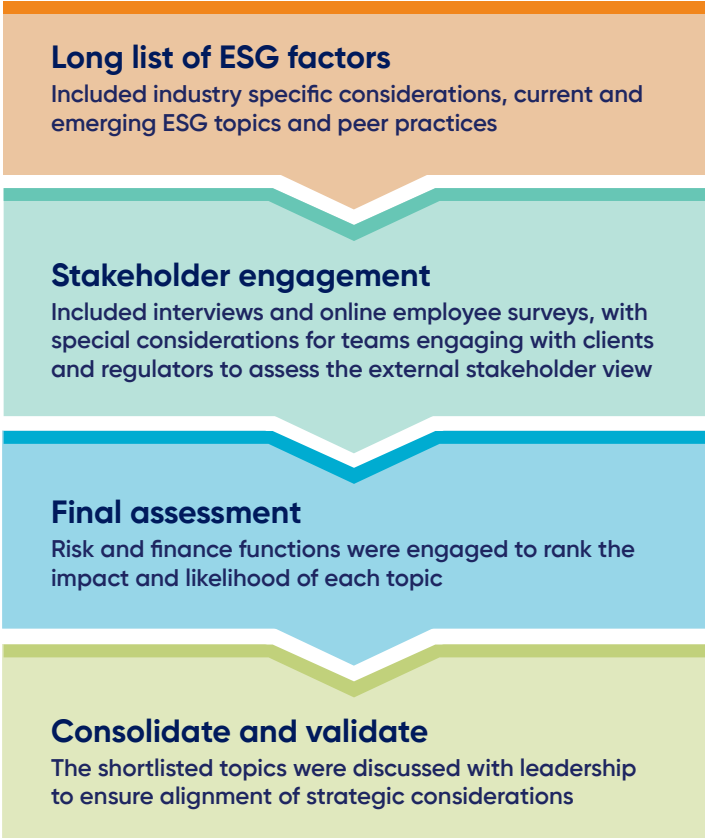 Long list of ESG factors
Included industry specific considerations, current and
emerging ESG topics and peer practices
Stakeholder engagement
Included interviews and online employee surveys, with
special considerations for teams engaging with clients
and regulators to assess the external stakeholder view
Final assessment
Risk and finance functions were engaged to rank the
impact and likelihood of each topic
Consolidate and validate
The shortlisted topics were discussed with leadership
to ensure alignment of strategic considerations